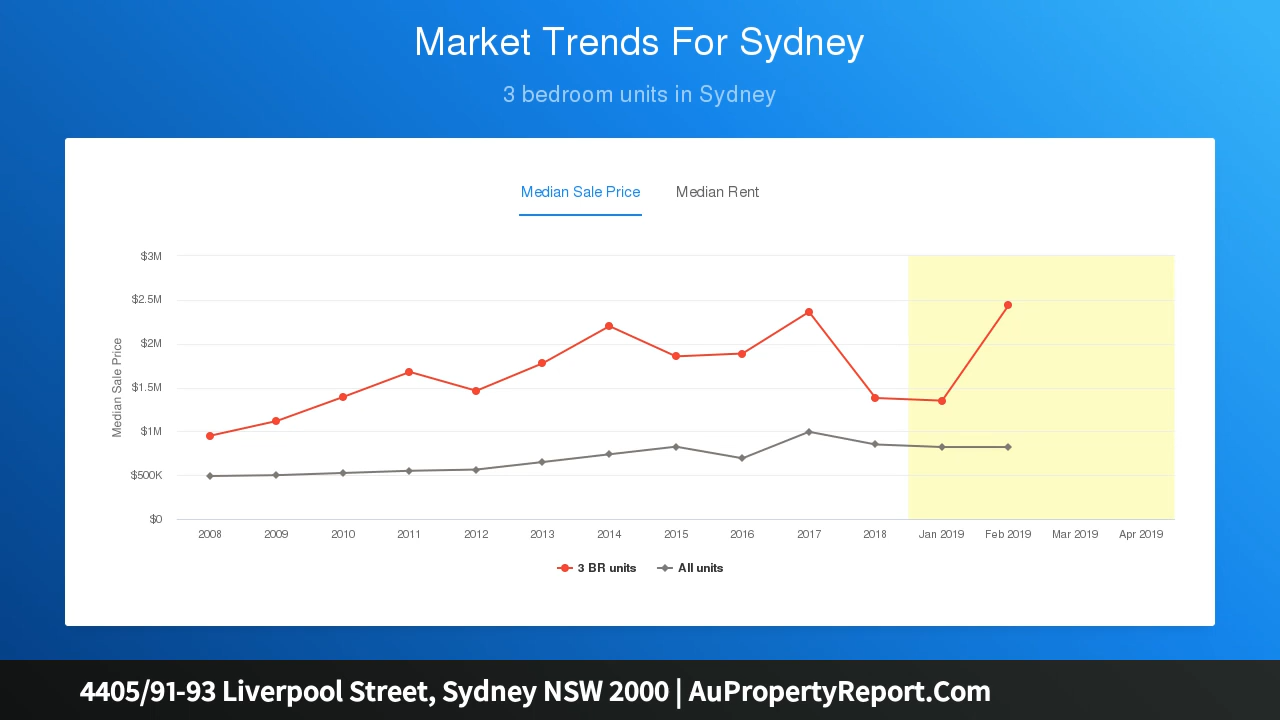 Market Trends For Sydney
3 bedroom units in Sydney
Median Sale Price Median Rent
$3M
$2.5M
$2M
$1.5M
$1M
$500K
$0
Median Sale Price
2008 2009 2010 2011 2012 2013 2014 2015 2016 2017 2018 Jan 2019 Feb 2019 Mar 2019 Apr 2019
3 BR units All units
4405/91-93 Liverpool Street, Sydney NSW 2000 | AuPropertyReport.Com